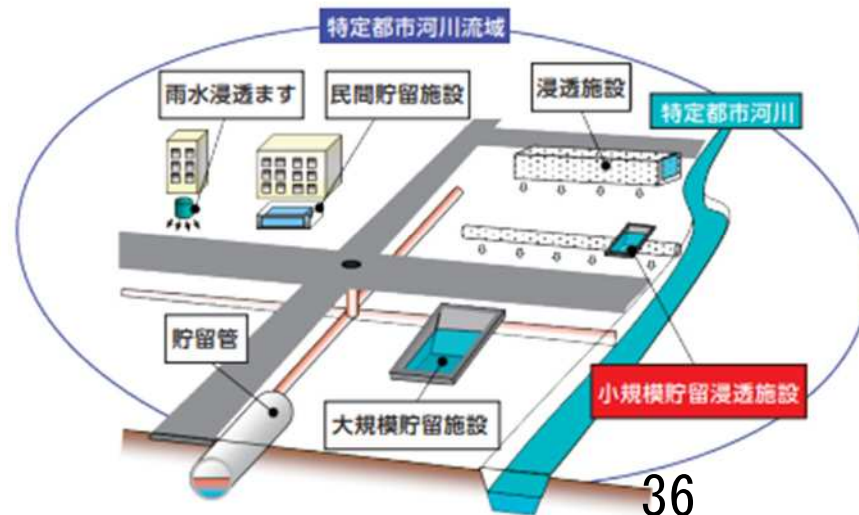 特定都市河川流域
雨水浸透ます
民間貯留施設
浸透施設
特定都市河川
貯留管
大規模貯留施設
小規模貯留浸透施設
36